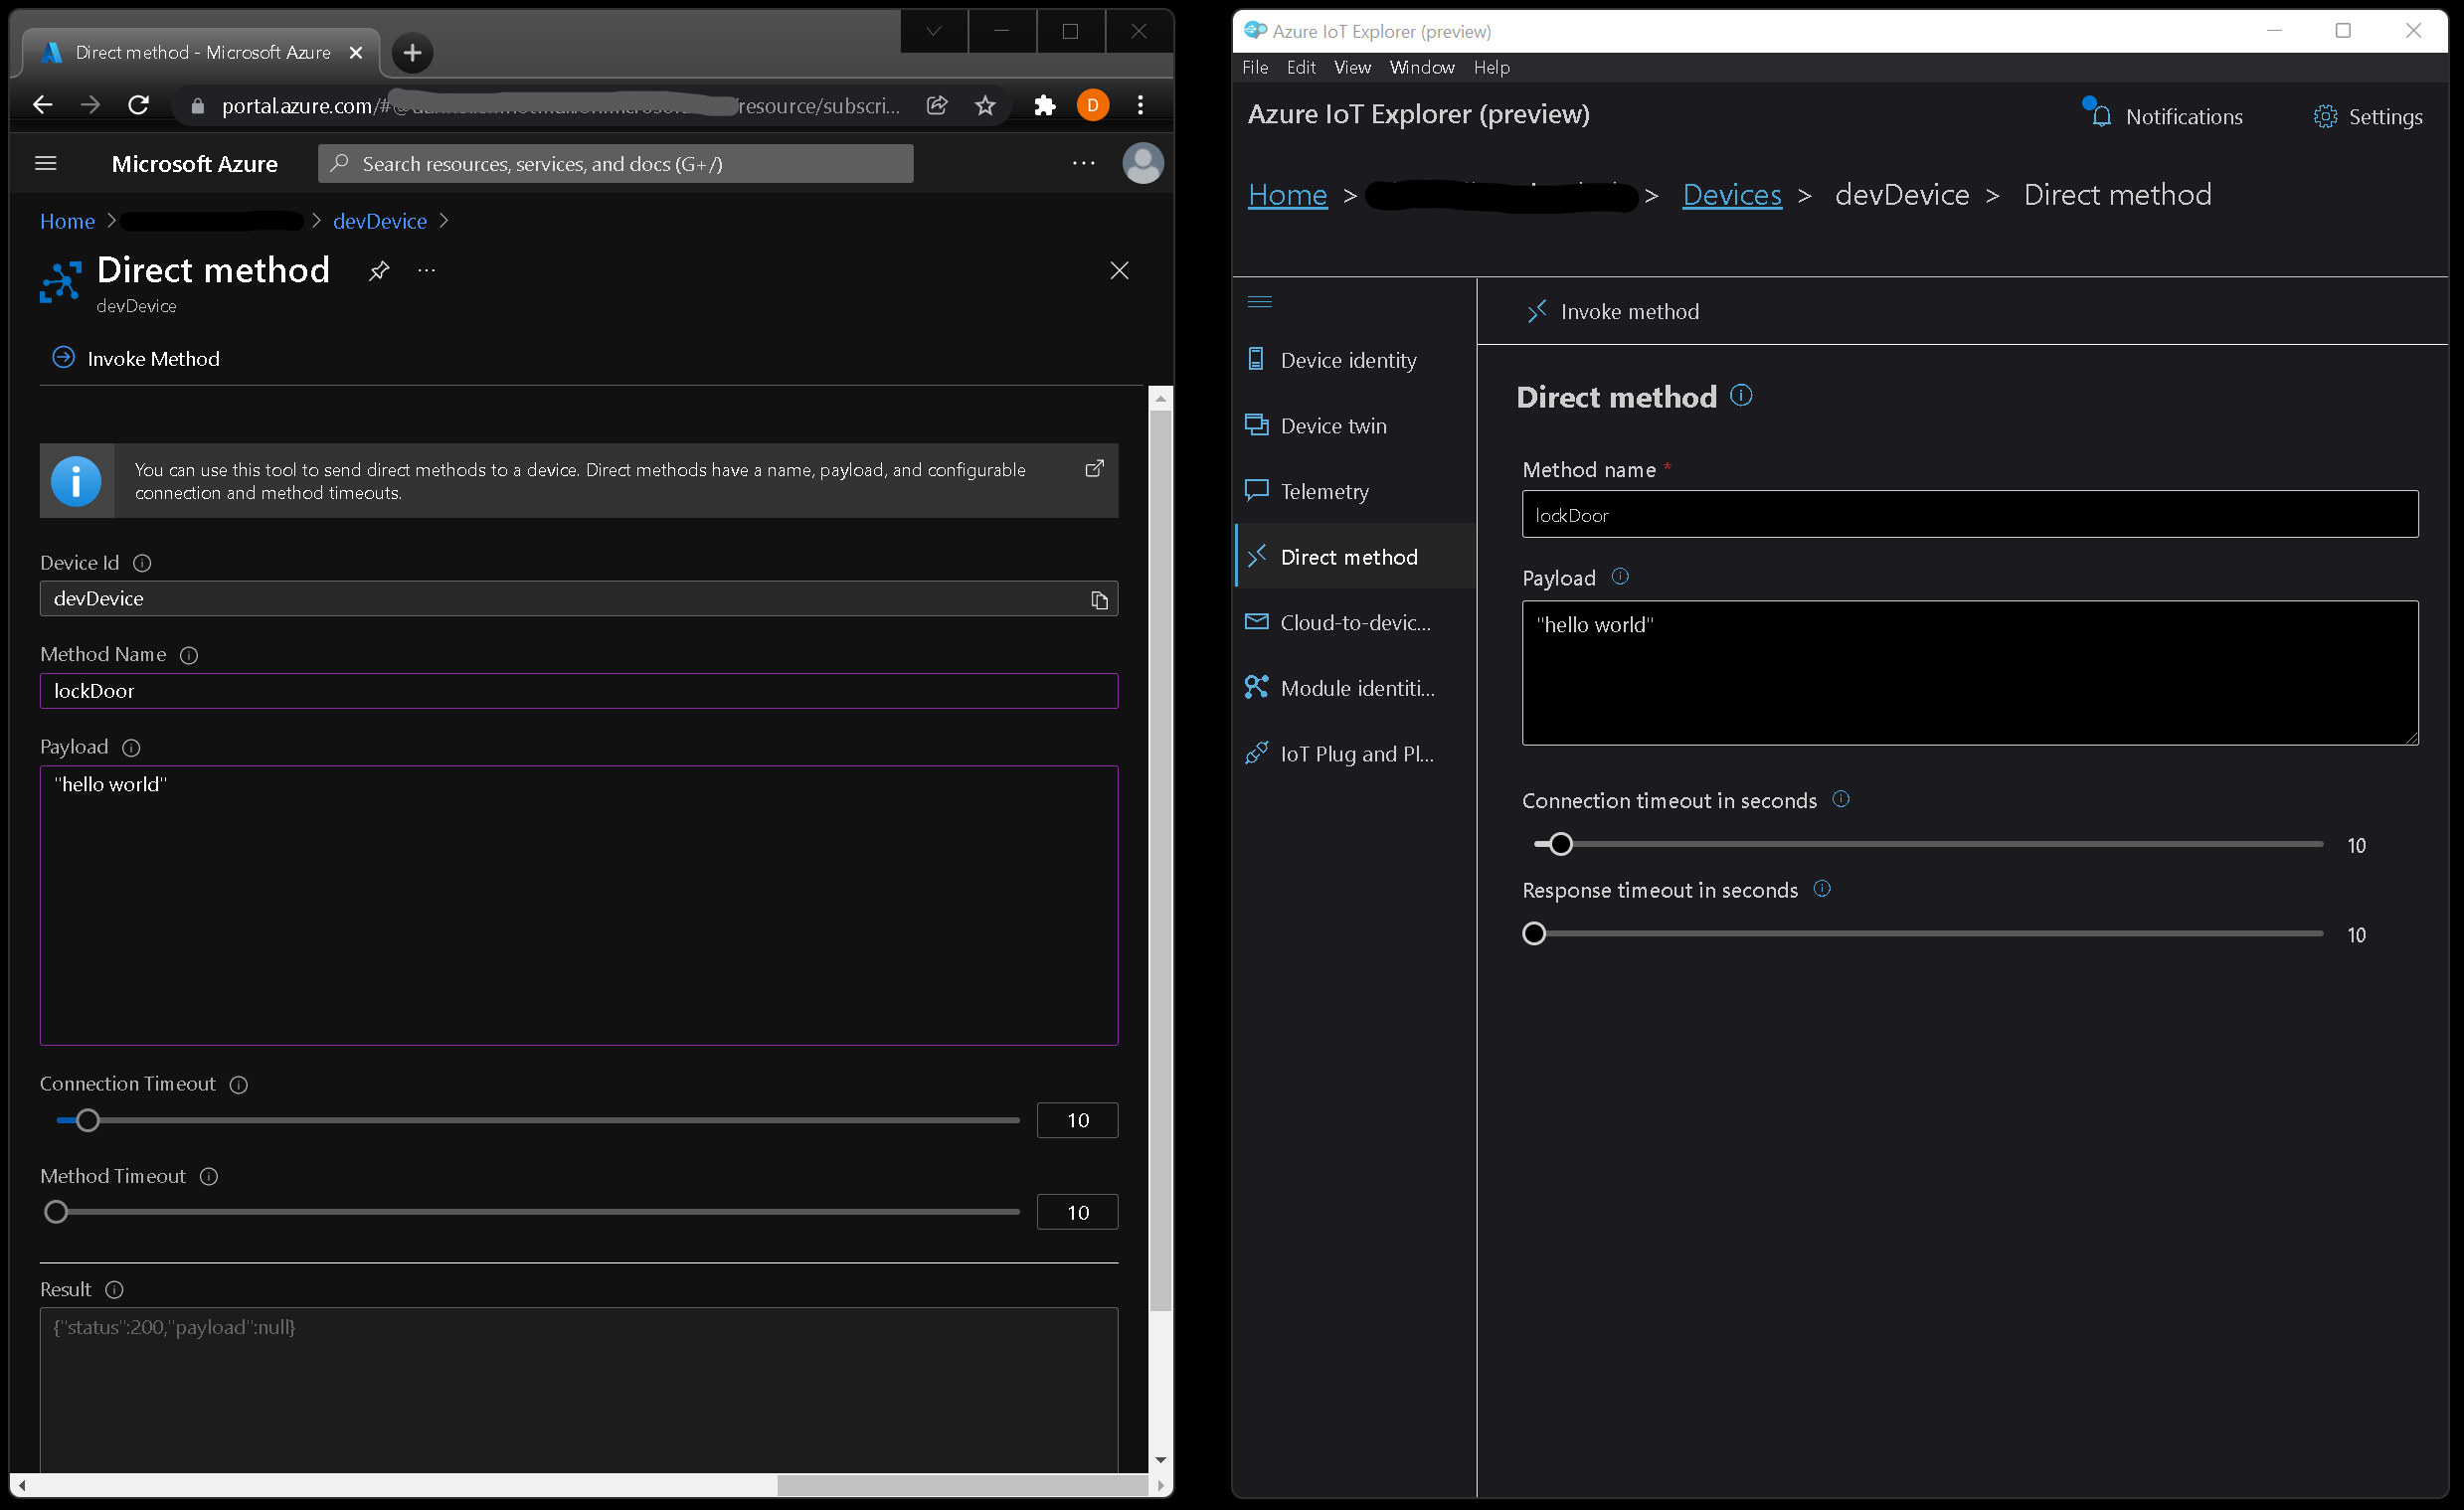 Direct method - Microsoft Azure
portal.azure.com/#@
/resource/subscri...
D
Microsoft Azure
Search resources, services, and docs (G+/)
Home > > devDevice >
Direct method
devDevice
Invoke Method
You can use this tool to send direct methods to a device. Direct methods have a name, payload, and configurable
connection and method timeouts.
Device Id
devDevice
Method Name
lockDoor
Payload
"hello world"
Connection Timeout
10
Method Timeout
10
Result
{"status":200,"payload":null}
Azure IoT Explorer (preview)
File Edit View Window Help
Azure IoT Explorer (preview)
Notifications
Settings
Home > > Devices > devDevice > Direct method
Device identity
Device twin
Telemetry
Direct method
Cloud-to-devic...
Module identiti...
IoT Plug and Pl...
Invoke method
Direct method
Method name *
lockDoor
Payload
"hello world"
Connection timeout in seconds
10
Response timeout in seconds
10